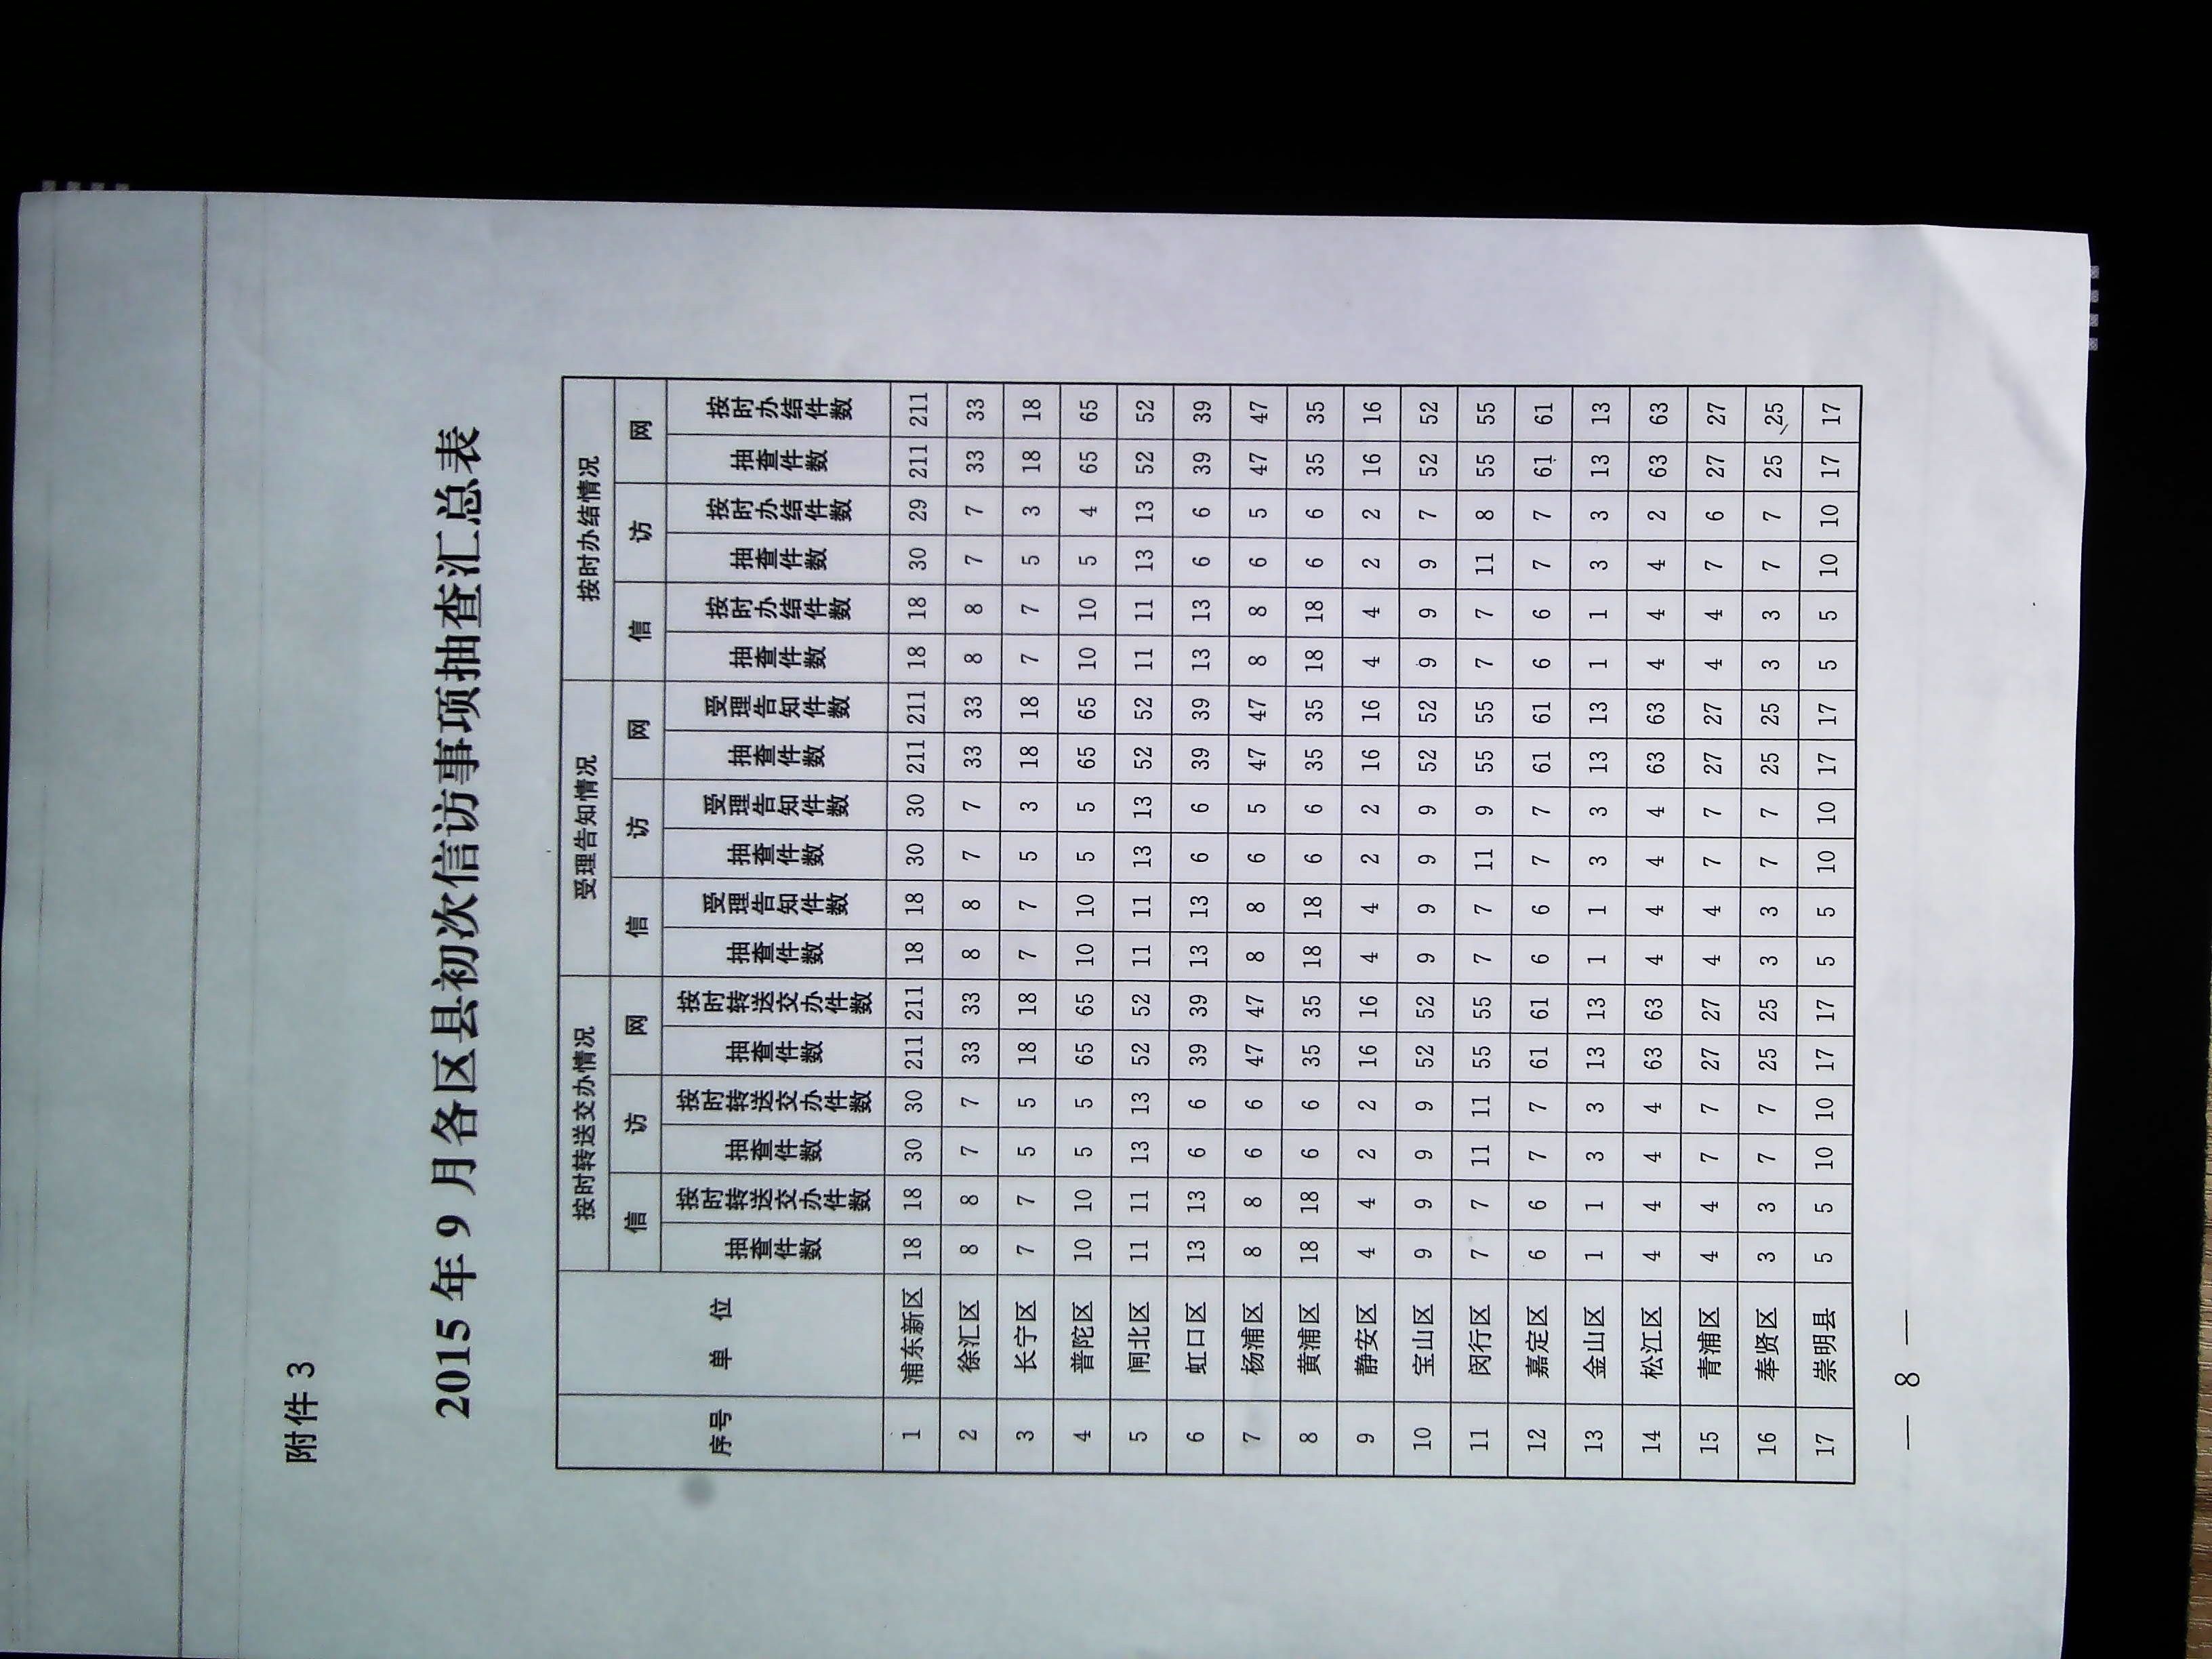 附件 3
2015 年 9 月各区县初次信访事项抽查汇总表
序号 单 位 按时转送交办情况 受理告知情况 按时办结情况
信 访 网 信 访 网 信 访 网
抽查件数 按时转送交办件数 抽查件数 按时转送交办件数 抽查件数 按时转送交办件数 抽查件数 受理告知件数 抽查件数 受理告知件数 抽查件数 受理告知件数 抽查件数 按时办结件数 抽查件数 按时办结件数 抽查件数 按时办结件数
1 浦东新区 18 18 30 30 211 211 18 18 30 30 211 211 18 18 30 29 211 211
2 徐汇区 8 8 7 7 33 33 8 8 7 7 33 33 8 8 7 7 33 33
3 长宁区 7 7 5 5 18 18 7 7 5 3 18 18 7 7 5 3 18 18
4 普陀区 10 10 5 5 65 65 10 10 5 5 65 65 10 10 5 4 65 65
5 闸北区 11 11 13 13 52 52 11 11 13 13 52 52 11 11 13 13 52 52
6 虹口区 13 13 6 6 39 39 13 13 6 6 39 39 13 13 6 6 39 39
7 杨浦区 8 8 6 6 47 47 8 8 6 5 47 47 8 8 6 5 47 47
8 黄浦区 18 18 6 6 35 35 18 18 6 6 35 35 18 18 6 6 35 35
9 静安区 4 4 2 2 16 16 4 4 2 2 16 16 4 4 2 2 16 16
10 宝山区 9 9 9 9 52 52 9 9 9 9 52 52 9 9 9 7 52 52
11 闵行区 7 7 11 11 55 55 7 7 11 9 55 55 7 7 11 8 55 55
12 嘉定区 6 6 7 7 61 61 6 6 7 7 61 61 6 6 7 7 61 61
13 金山区 1 1 3 3 13 13 1 1 3 3 13 13 1 1 3 3 13 13
14 松江区 4 4 4 4 63 63 4 4 4 4 63 63 4 4 4 2 63 63
15 青浦区 4 4 7 7 27 27 4 4 7 7 27 27 4 4 7 6 27 27
16 奉贤区 3 3 7 7 25 25 3 3 7 7 25 25 3 3 7 7 25 25
17 崇明县 5 5 10 10 17 17 5 5 10 10 17 17 5 5 10 10 17 17
— 8 —